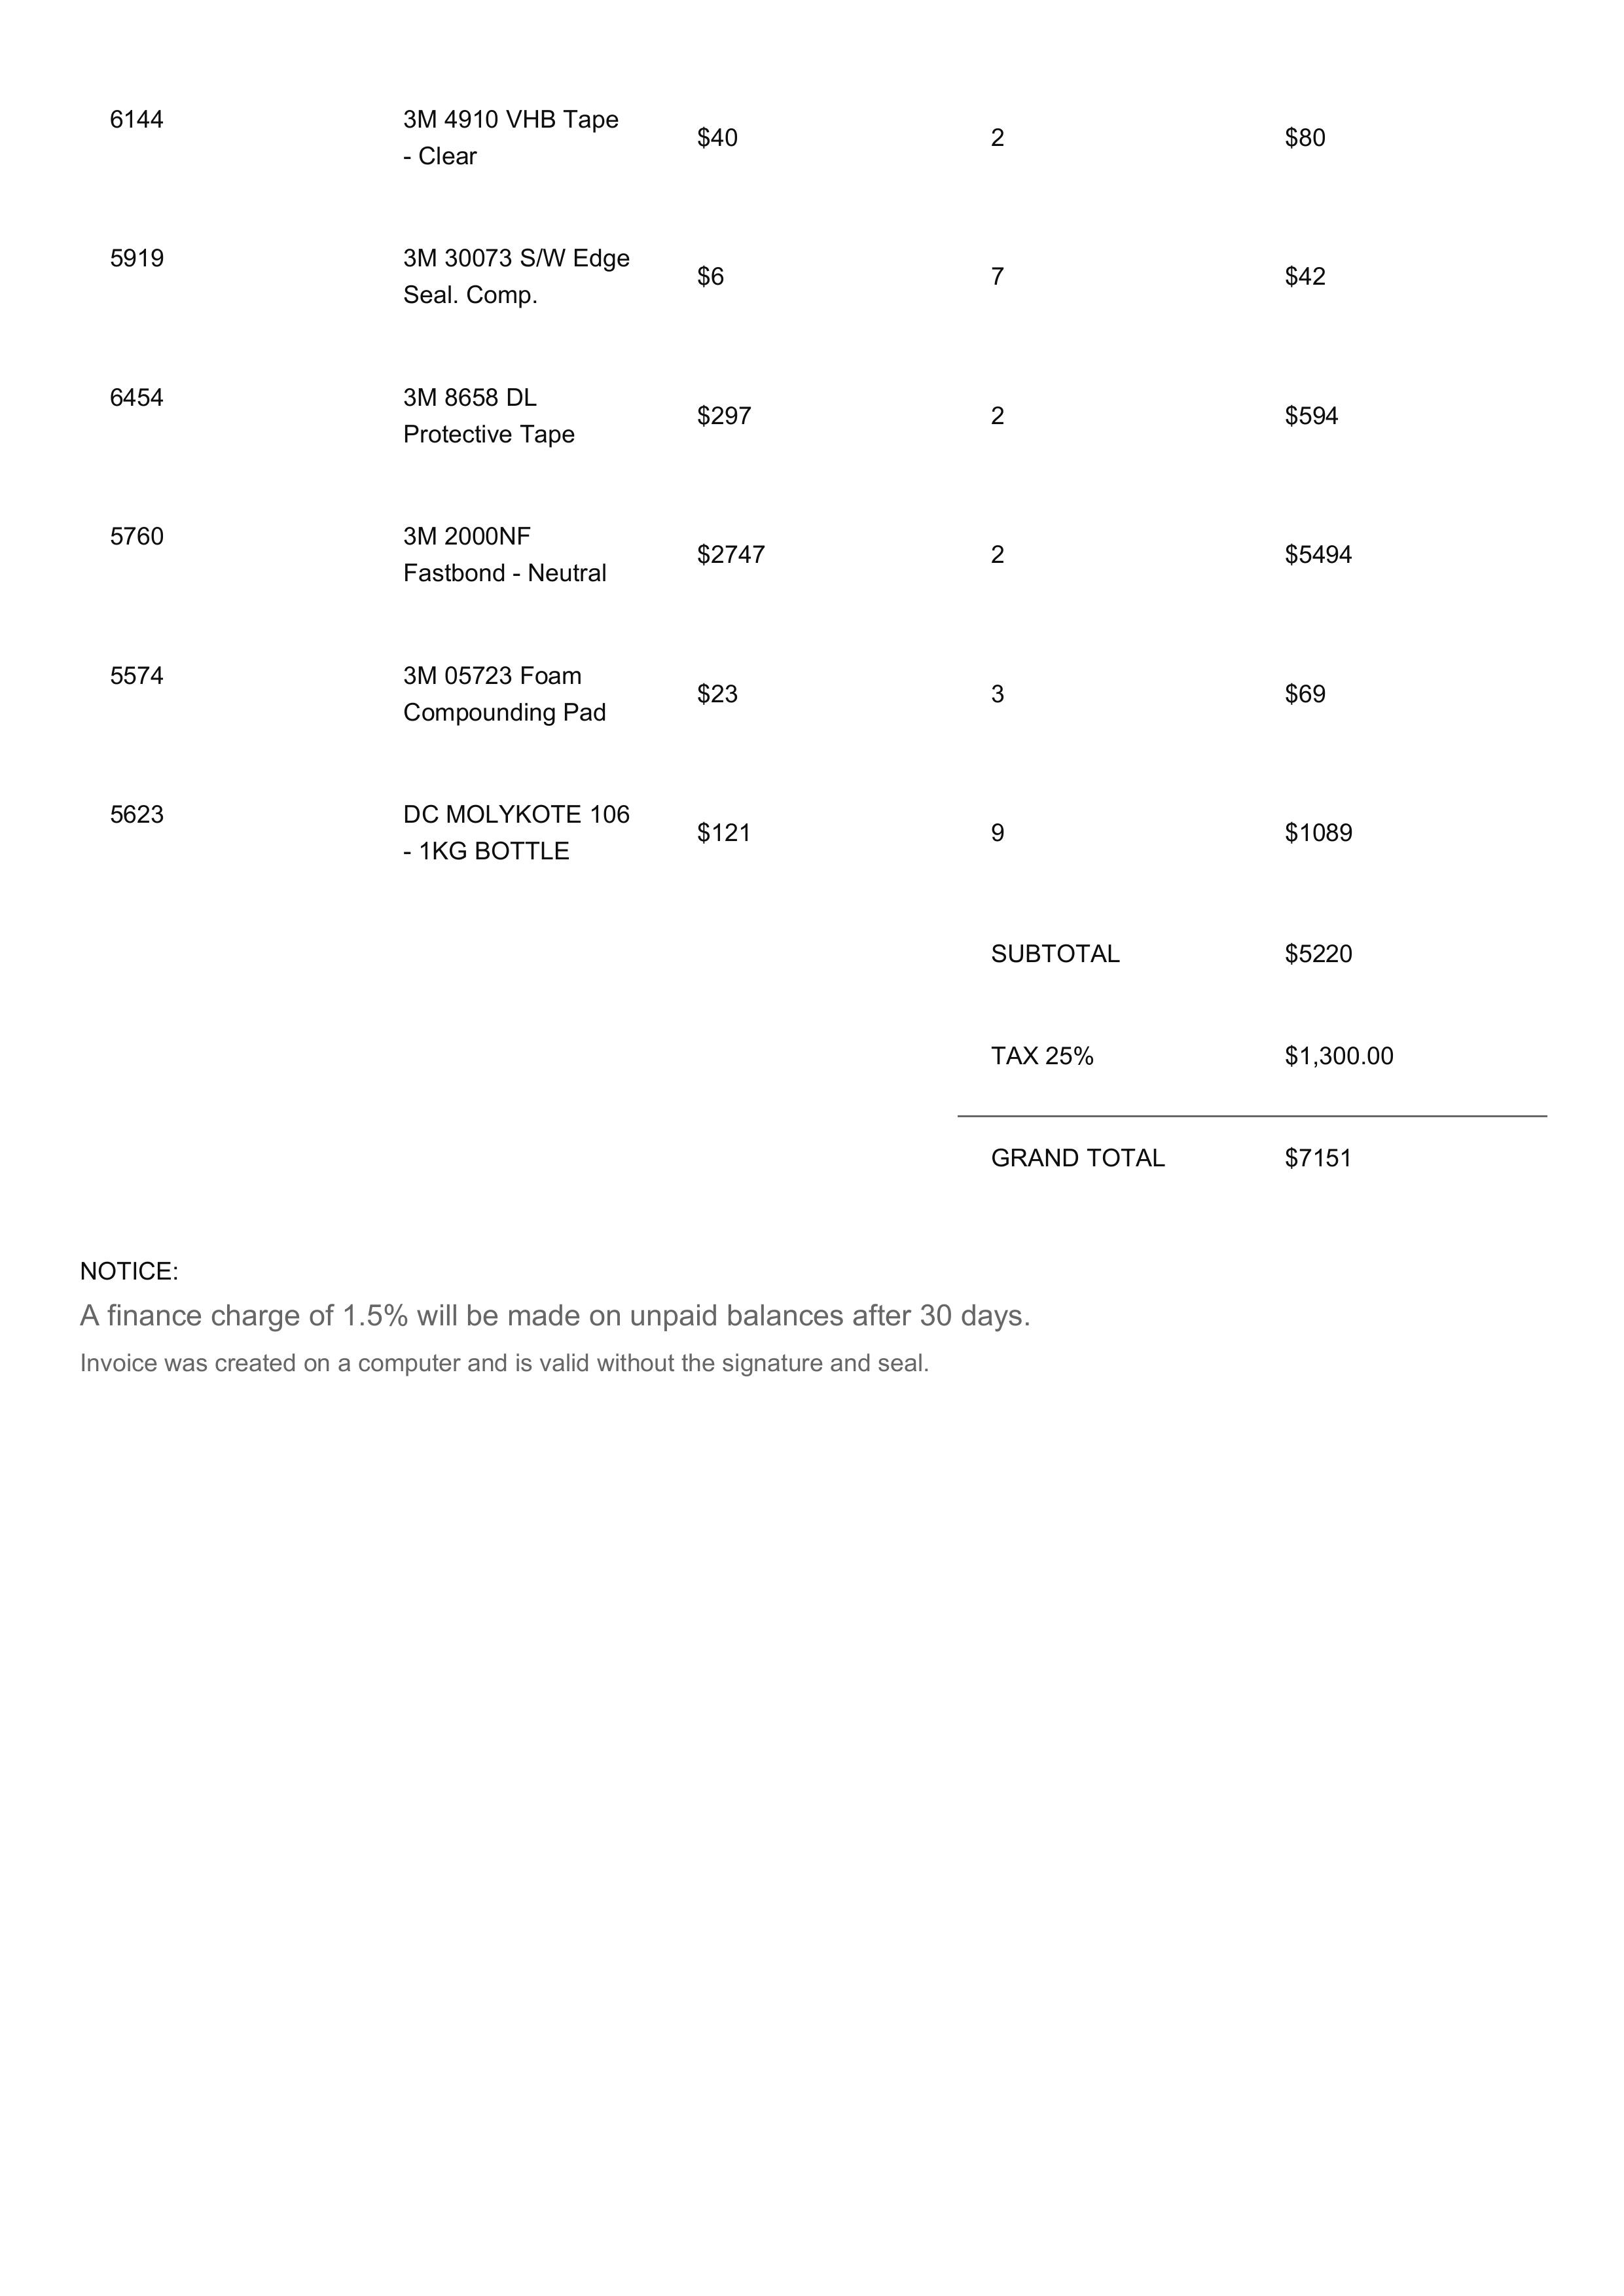 6144 3M 4910 VHB Tape - Clear $40 2 $80
5919 3M 30073 S/W Edge Seal. Comp. $6 7 $42
6454 3M 8658 DL Protective Tape $297 2 $594
5760 3M 2000NF Fastbond - Neutral $2747 2 $5494
5574 3M 05723 Foam Compounding Pad $23 3 $69
5623 DC MOLYKOTE 106 - 1KG BOTTLE $121 9 $1089
SUBTOTAL $5220
TAX 25% $1,300.00
GRAND TOTAL $7151
NOTICE:
A finance charge of 1.5% will be made on unpaid balances after 30 days.
Invoice was created on a computer and is valid without the signature and seal.